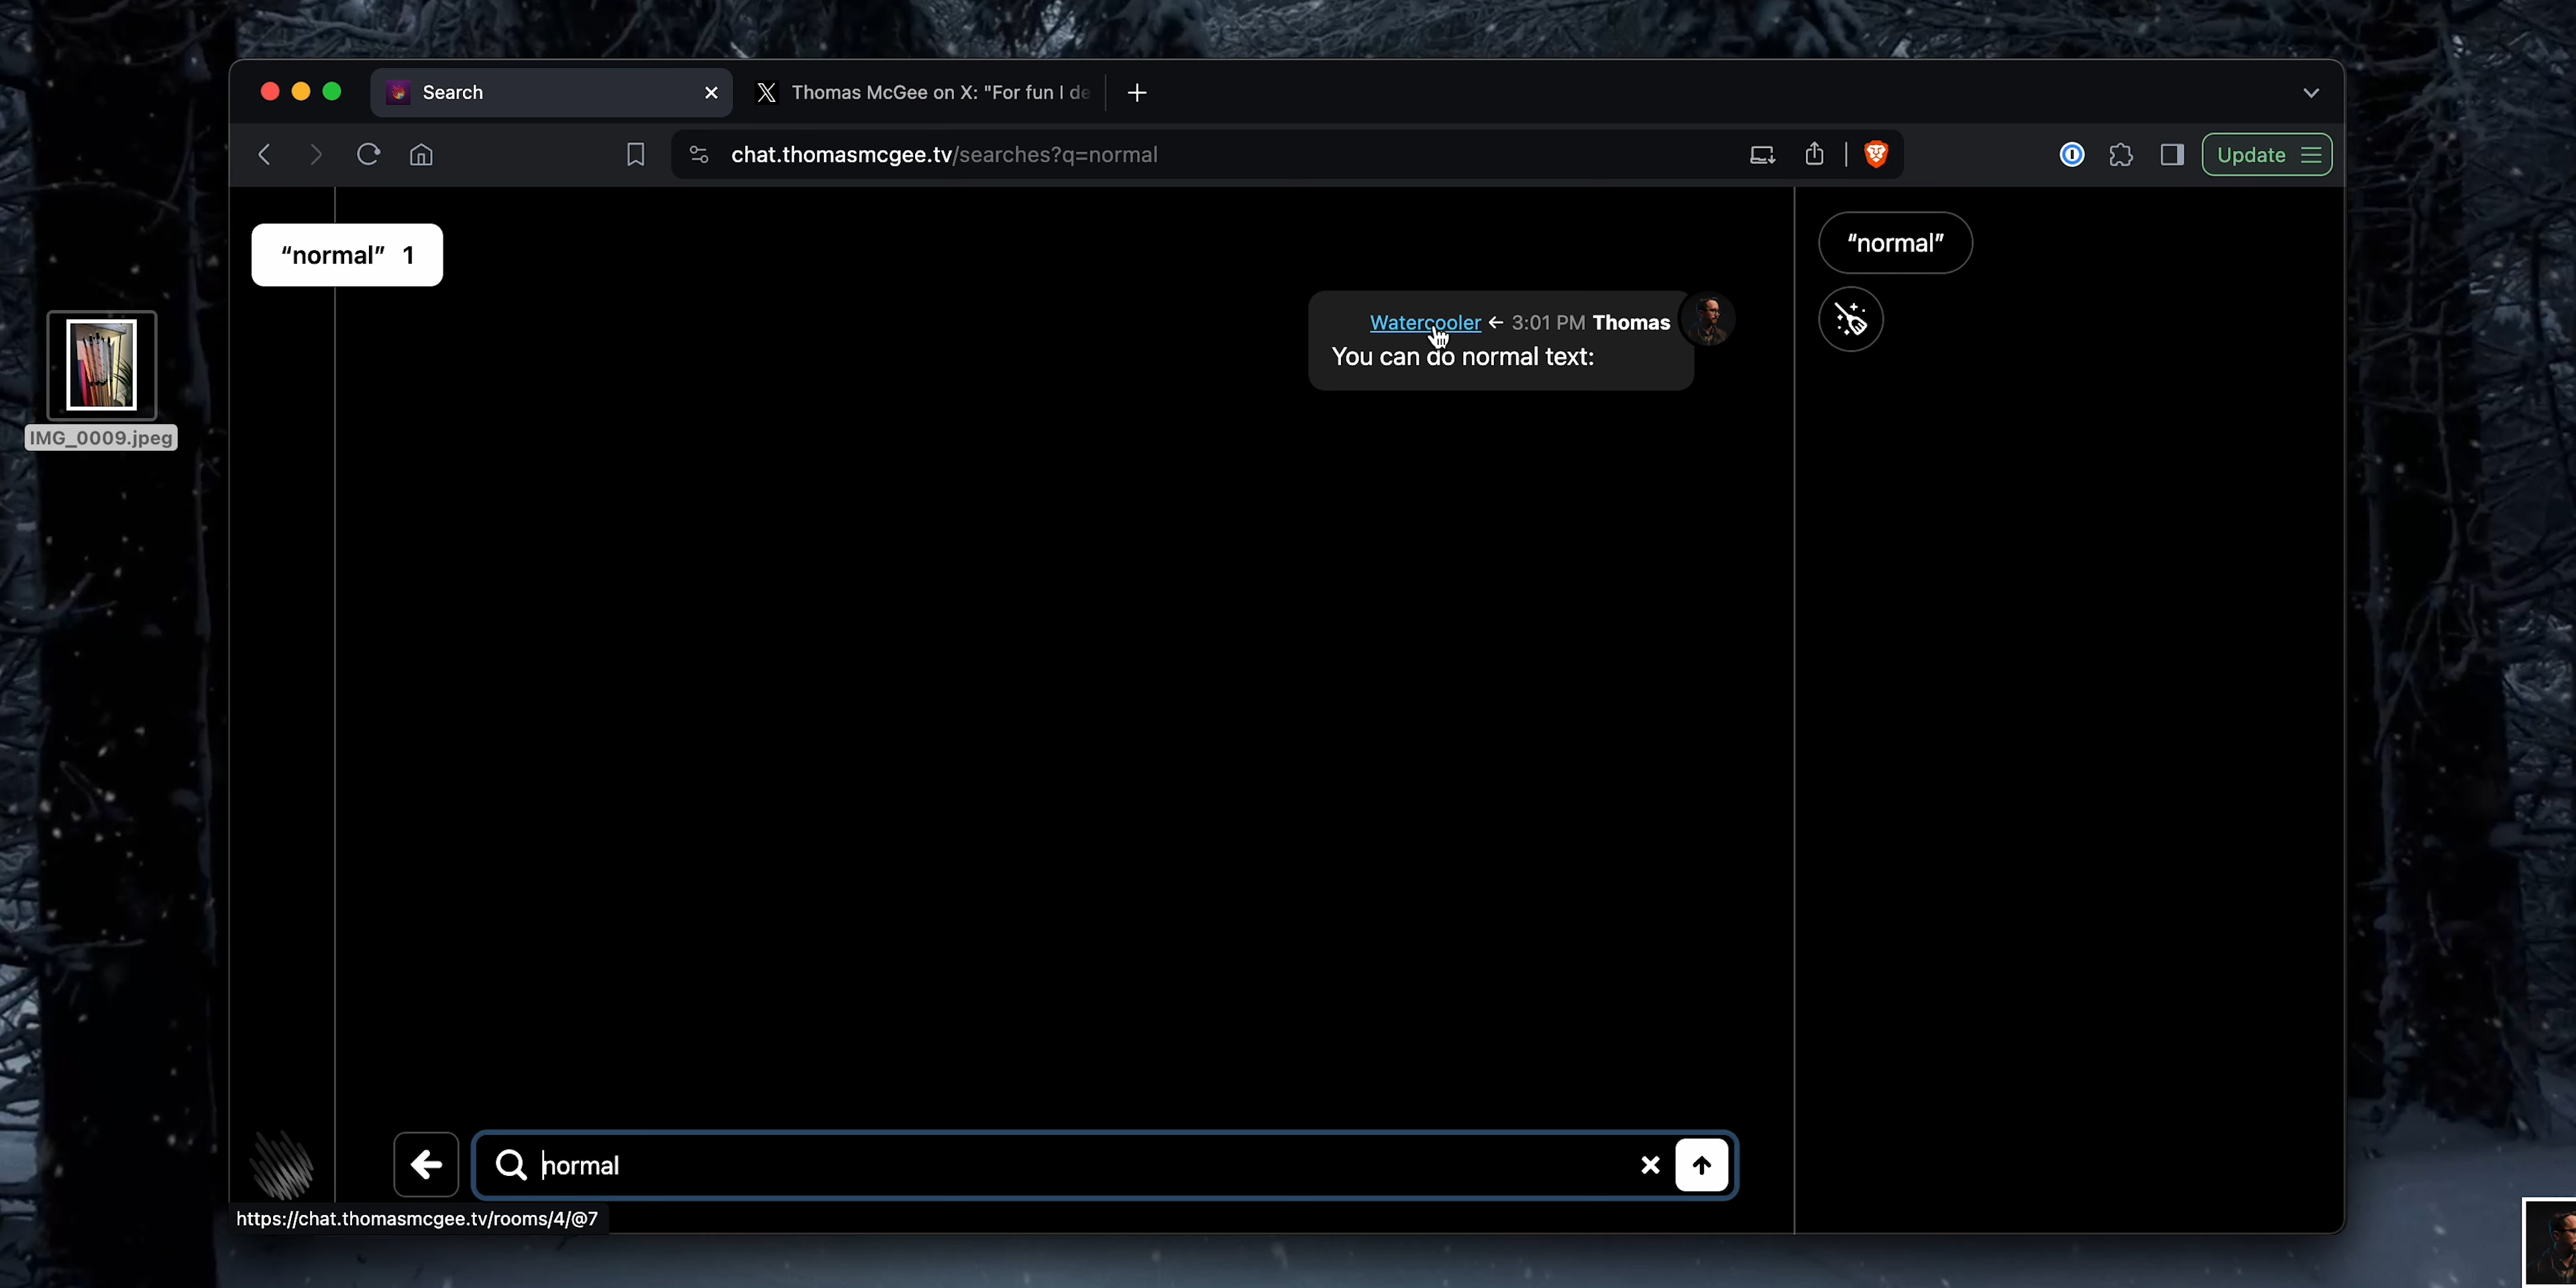 Search
Thomas McGee on X: "For fun I de
chat.thomasmcgee.tv/searches?q=normal
Update
“normal” 1
“normal”
Watercooler ← 3:01 PM Thomas
You can do normal text:
IMG_0009.jpeg
normal
https://chat.thomasmcgee.tv/rooms/4/@7